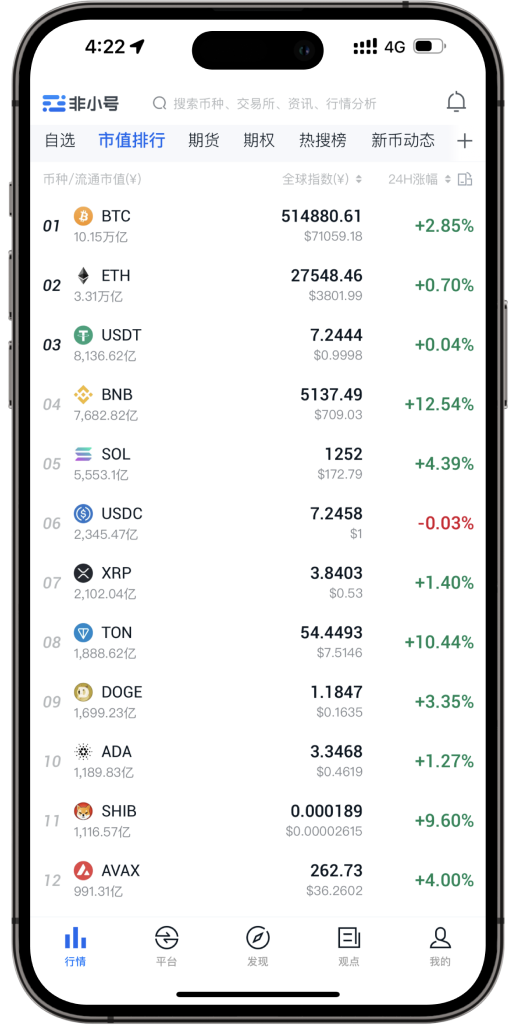 4:22 4G
非小号 搜索币种、交易所、资讯、行情分析
自选 市值排行 期货 期权 热搜榜 新币动态 +
币种/流通市值(¥) 全球指数(¥) 24H涨幅
01 BTC 514880.61 +2.85%
10.15万亿 $71059.18
02 ETH 27548.46 +0.70%
3.31万亿 $3801.99
03 USDT 7.2444 +0.04%
8,136.62亿 $0.9998
04 BNB 5137.49 +12.54%
7,682.82亿 $709.03
05 SOL 1252 +4.39%
5,553.1亿 $172.79
06 USDC 7.2458 -0.03%
2,345.47亿 $1
07 XRP 3.8403 +1.40%
2,102.04亿 $0.53
08 TON 54.4493 +10.44%
1,888.62亿 $7.5146
09 DOGE 1.1847 +3.35%
1,699.23亿 $0.1635
10 ADA 3.3468 +1.27%
1,189.83亿 $0.4619
11 SHIB 0.000189 +9.60%
1,116.57亿 $0.00002615
12 AVAX 262.73 +4.00%
991.31亿 $36.2602
行情 平台 发现 观点 我的